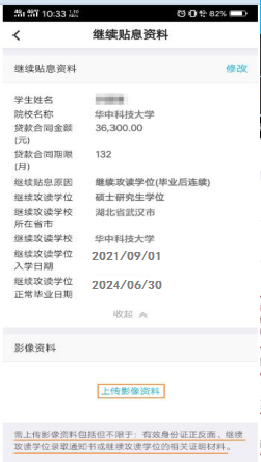 10:33
82%
继续贴息资料
继续贴息资料 修改
学生姓名
院校名称 华中科技大学
贷款合同金额 36,300.00
(元)
贷款合同期限 132
(月)
继续贴息原因 继续攻读学位(毕业后连续)
继续攻读学位 硕士研究生学位
继续攻读学校 湖北省武汉市
所在省市
继续攻读学校 华中科技大学
继续攻读学位 2021/09/01
入学日期
继续攻读学位 2024/06/30
正常毕业日期
收起
影像资料
上传影像资料
需上传影像资料包括但不限于：有效身份证正反面、继续
攻读学位录取通知书或继续攻读学位的相关证明材料。